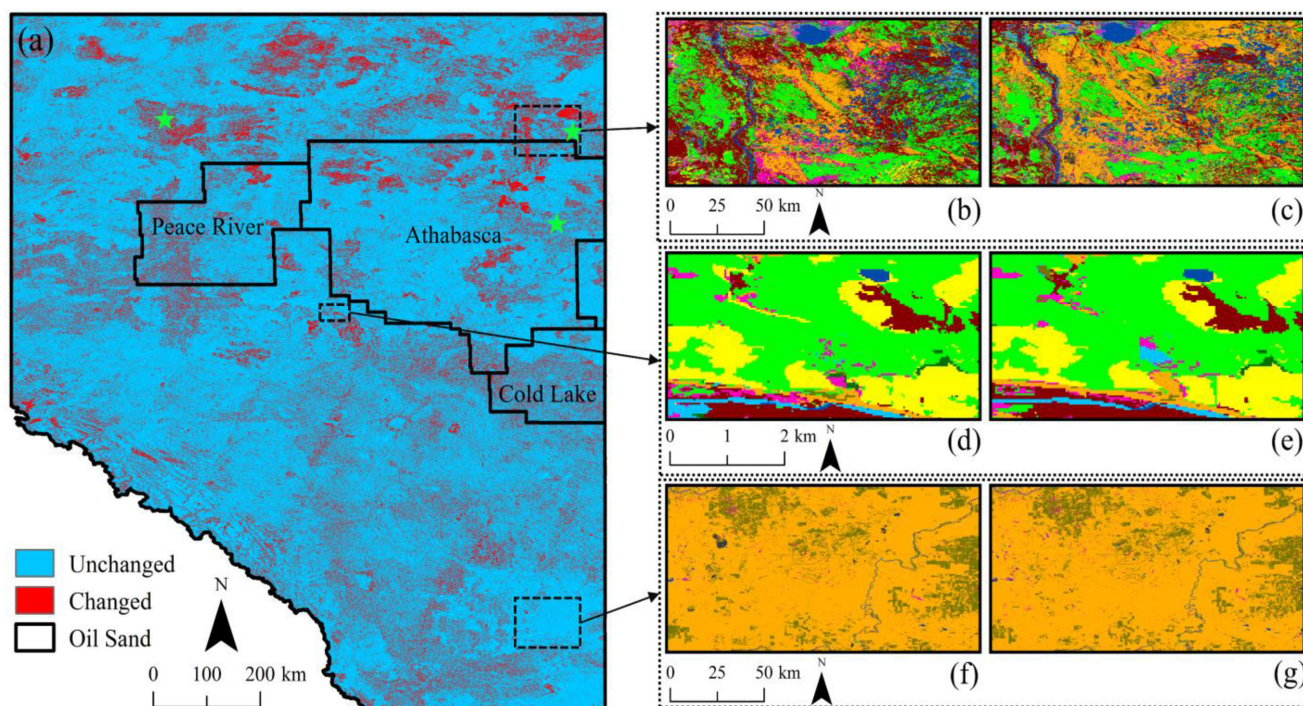 (a)
Peace River
Athabasca
Cold Lake
Unchanged
Changed
Oil Sand
N
0 100 200 km
0 25 50 km
N
(b)
(c)
0 1 2 km
N
(d)
(e)
0 25 50 km
N
(f)
(g)